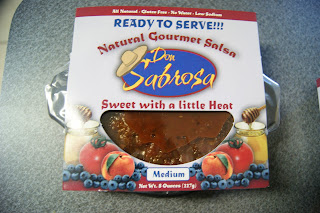 All Natural - Gluten Free - No Water - Low Sodium
READY TO SERVE!!!
Natural Gourmet Salsa
Don
Sabrosa
Sweet with a little Heat
Medium
Net Wt. 8 Ounces (227g)